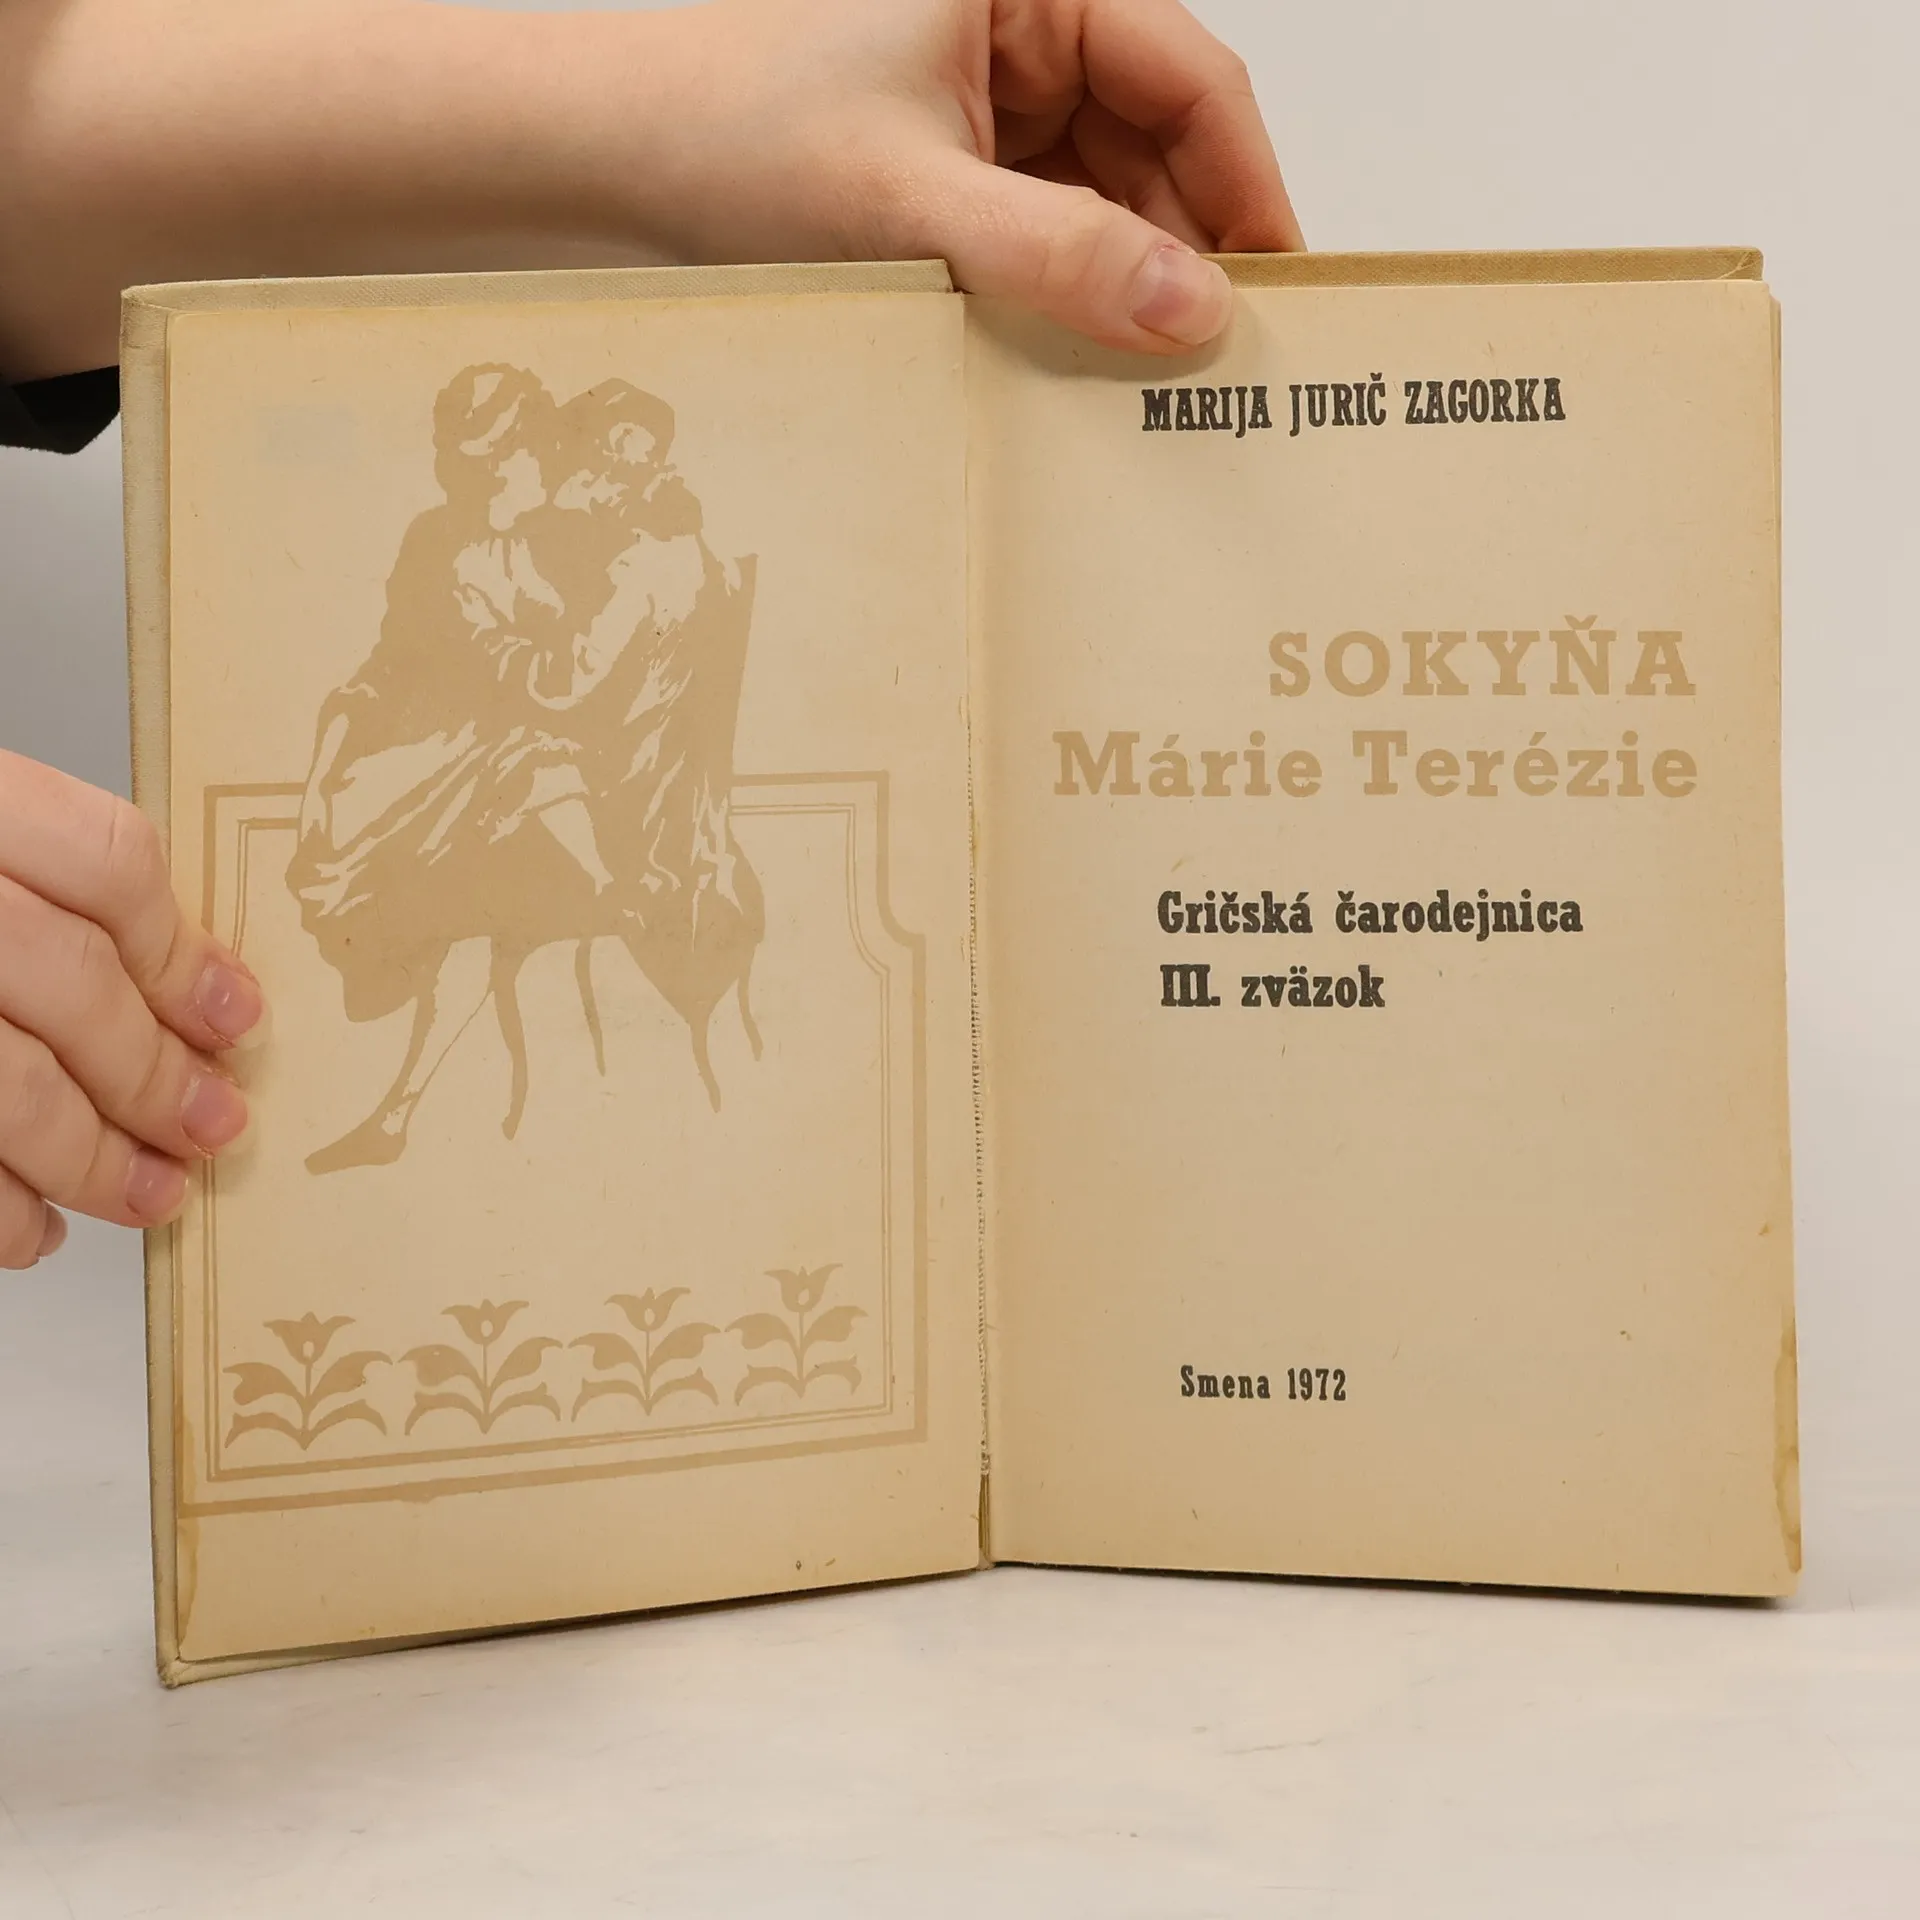 MARIJA JURIČ ZAGORKA
SOKYŇA
Márie Terézie
Gričská čarodejnica
III. zväzok
Smena 1972